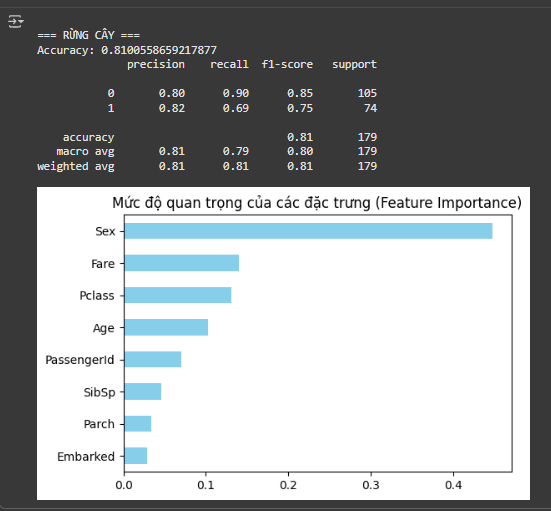 === RỪNG CÂY ===
Accuracy: 0.8100558659217877
precision recall f1-score support
0 0.80 0.90 0.85 105
1 0.82 0.69 0.75 74
accuracy 0.81 179
macro avg 0.81 0.79 0.80 179
weighted avg 0.81 0.81 0.81 179
Mức độ quan trọng của các đặc trưng (Feature Importance)
Sex
Fare
Pclass
Age
PassengerId
SibSp
Parch
Embarked
0.0 0.1 0.2 0.3 0.4